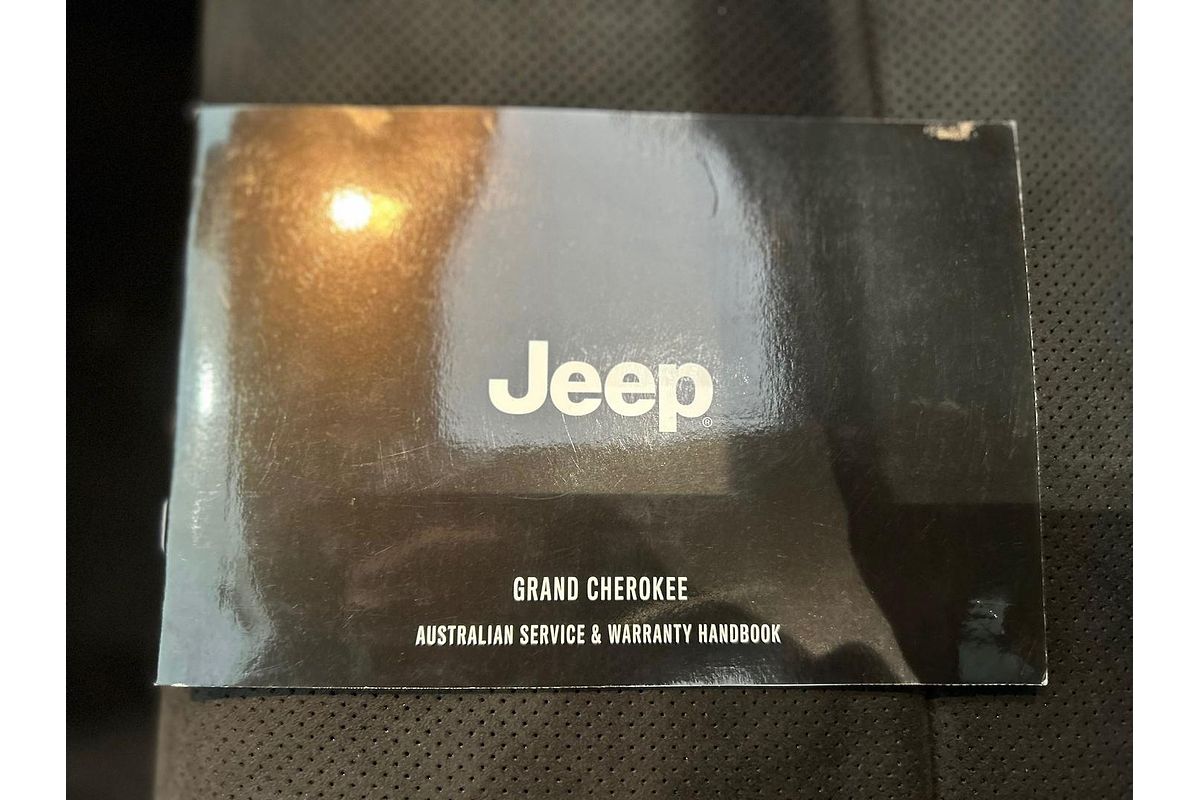 Jeep®
GRAND CHEROKEE
AUSTRALIAN SERVICE & WARRANTY HANDBOOK